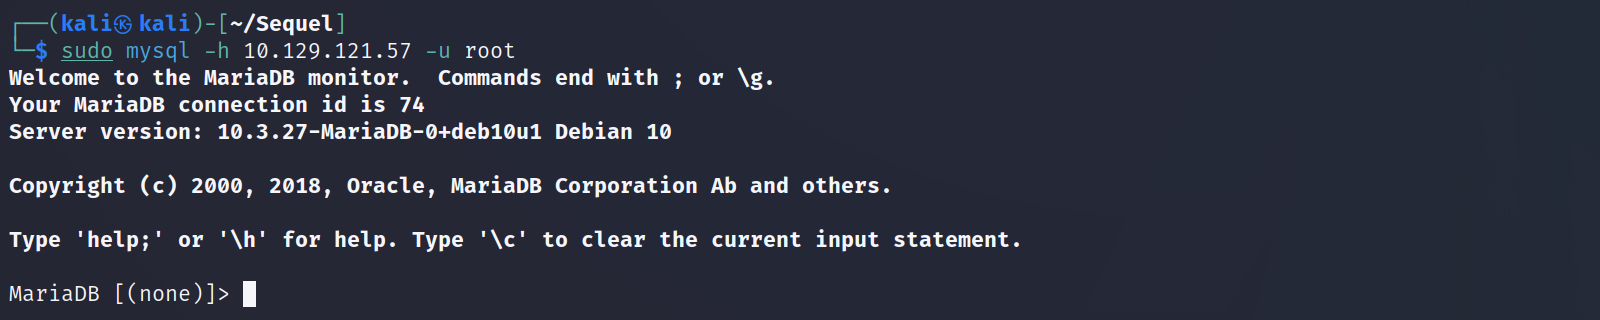 ┌──(kali㉿kali)-[~/Sequel]
└─$ sudo mysql -h 10.129.121.57 -u root
Welcome to the MariaDB monitor.  Commands end with ; or \g.
Your MariaDB connection id is 74
Server version: 10.3.27-MariaDB-0+deb10u1 Debian 10

Copyright (c) 2000, 2018, Oracle, MariaDB Corporation Ab and others.

Type 'help;' or '\h' for help. Type '\c' to clear the current input statement.

MariaDB [(none)]>